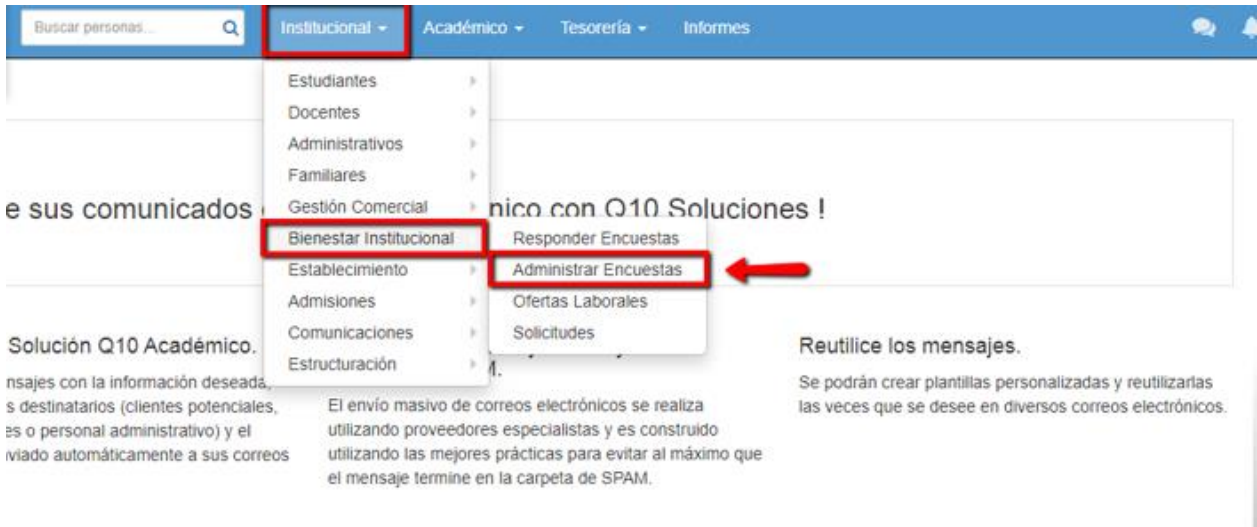 Buscar personas...
Institucional
Académico
Tesorería
Informes
Estudiantes
Docentes
Administrativos
Familiares
Gestión Comercial
Bienestar Institucional
Establecimiento
Admisiones
Comunicaciones
Estructuración
Responder Encuestas
Administrar Encuestas
Ofertas Laborales
Solicitudes
e sus comunicados
nico con Q10 Soluciones !
Solución Q10 Académico.
nsajes con la información deseada,
s destinatarios (clientes potenciales,
es o personal administrativo) y el
viado automáticamente a sus correos
El envío masivo de correos electrónicos se realiza
utilizando proveedores especialistas y es construido
utilizando las mejores prácticas para evitar al máximo que
el mensaje termine en la carpeta de SPAM.
Reutilice los mensajes.
Se podrán crear plantillas personalizadas y reutilizarlas
las veces que se desee en diversos correos electrónicos.